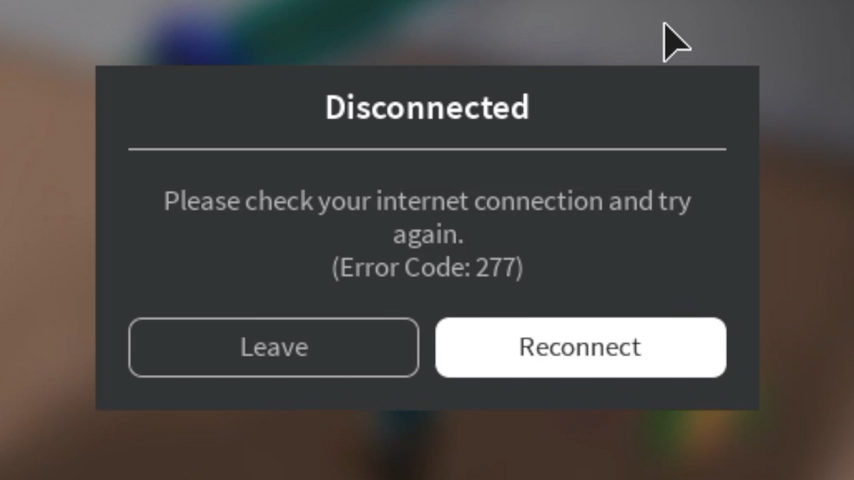 Disconnected
Please check your internet connection and try
again.
(Error Code: 277)
Leave
Reconnect